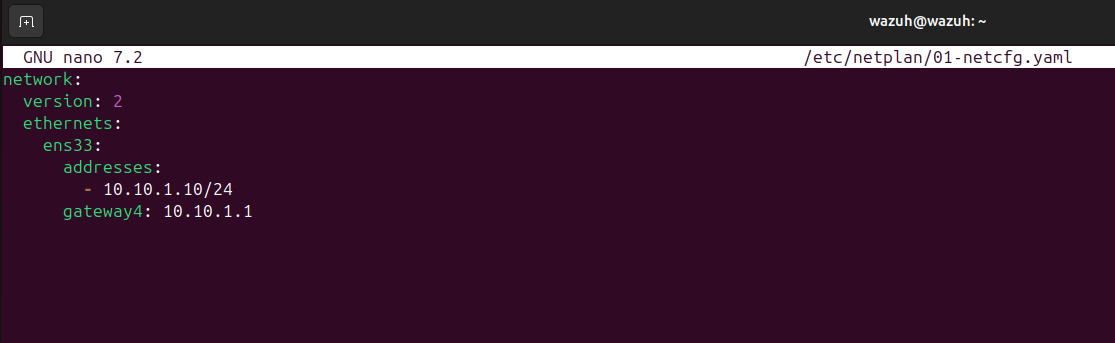 wazuh@wazuh: ~
GNU nano 7.2 /etc/netplan/01-netcfg.yaml
network:
  version: 2
  ethernets:
    ens33:
      addresses:
        - 10.10.1.10/24
      gateway4: 10.10.1.1